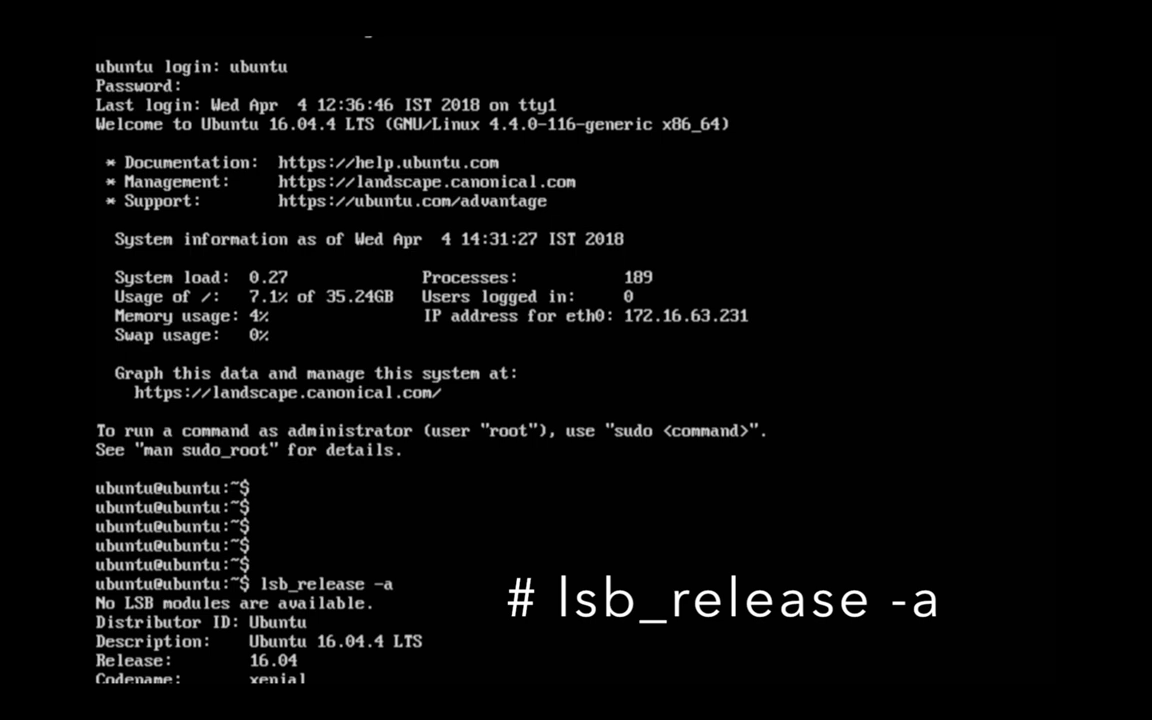 ubuntu login: ubuntu
Password:
Last login: Wed Apr  4 12:36:46 IST 2018 on tty1
Welcome to Ubuntu 16.04.4 LTS (GNU/Linux 4.4.0-116-generic x86_64)
* Documentation:  https://help.ubuntu.com
* Management:     https://landscape.canonical.com
* Support:        https://ubuntu.com/advantage
System information as of Wed Apr  4 14:31:27 IST 2018
System load:  0.27              Processes:           189
Usage of /:   7.1% of 35.24GB   Users logged in:     0
Memory usage: 4%                IP address for eth0: 172.16.63.231
Swap usage:   0%
Graph this data and manage this system at:
https://landscape.canonical.com/
To run a command as administrator (user "root"), use "sudo <command>".
See "man sudo_root" for details.
ubuntu@ubuntu:~$
ubuntu@ubuntu:~$
ubuntu@ubuntu:~$
ubuntu@ubuntu:~$
ubuntu@ubuntu:~$
ubuntu@ubuntu:~$ lsb_release -a
No LSB modules are available.
Distributor ID: Ubuntu
Description:    Ubuntu 16.04.4 LTS
Release:        16.04
Codename:       xenial
# lsb_release -a